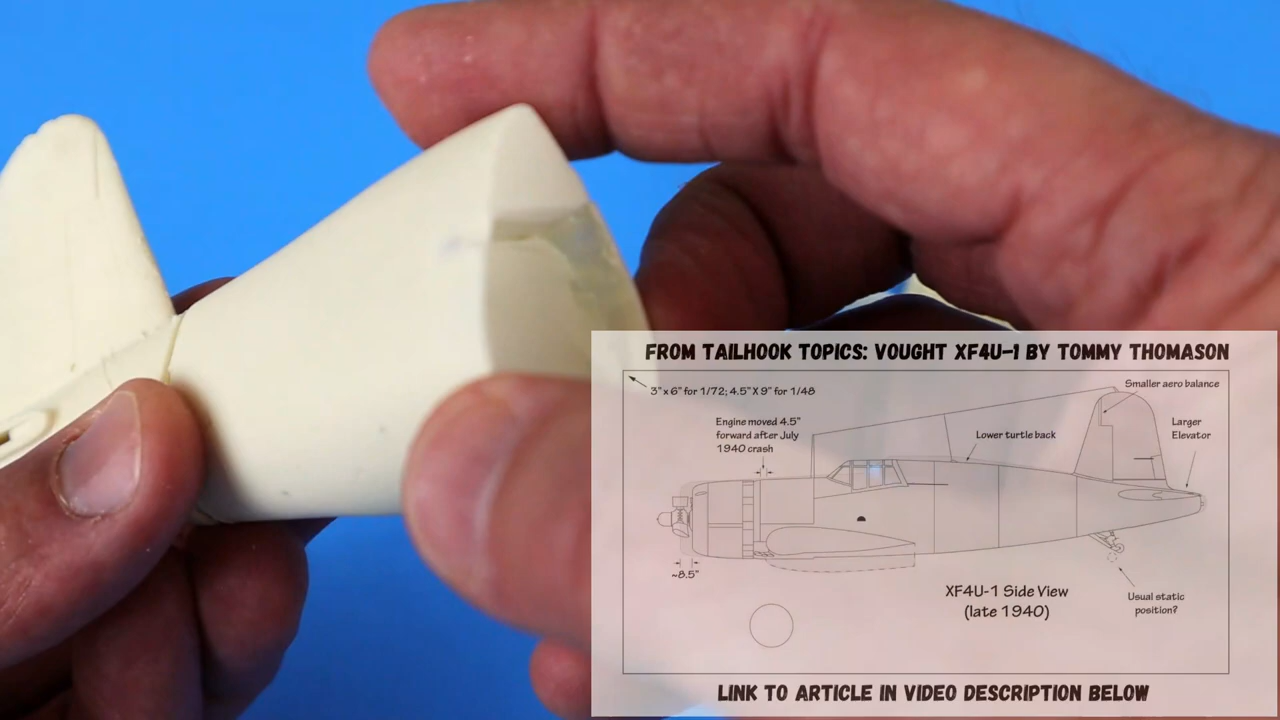 FROM TAILHOOK TOPICS: VOUGHT XF4U-1 BY TOMMY THOMASON
3" x 6" for 1/72; 4.5" X 9" for 1/48
Smaller aero balance
Engine moved 4.5"
forward after July
1940 crash
Lower turtle back
Larger
Elevator
~8.5"
XF4U-1 Side View
(late 1940)
Usual static
position?
LINK TO ARTICLE IN VIDEO DESCRIPTION BELOW